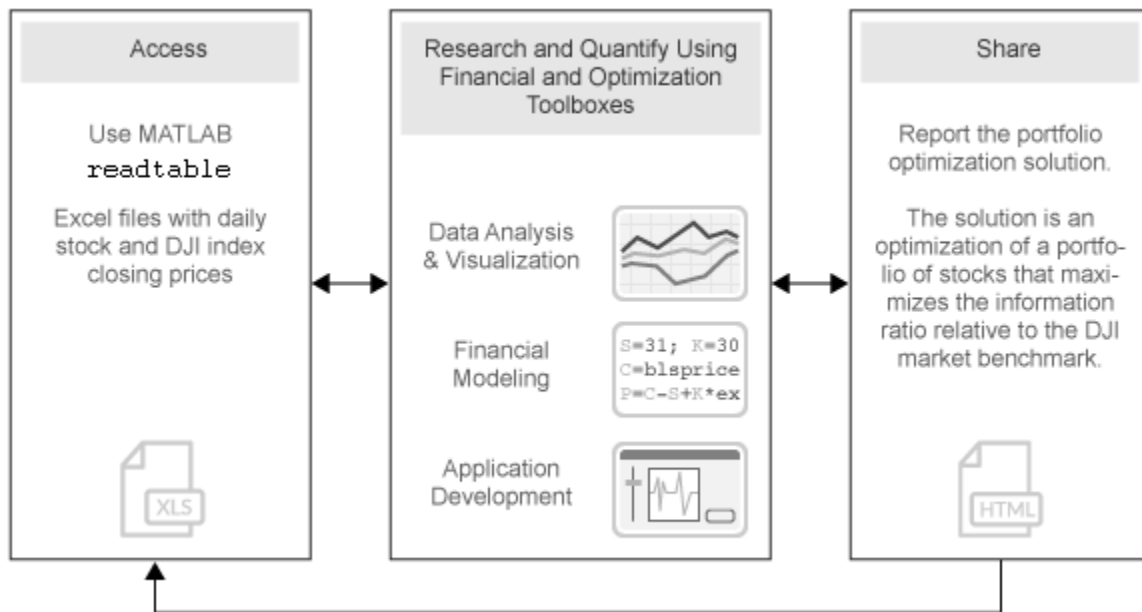 Access
Use MATLAB
readtable
Excel files with daily
stock and DJI index
closing prices
XLS
Research and Quantify Using
Financial and Optimization
Toolboxes
Data Analysis
& Visualization
Financial
Modeling
S=31; K=30
C=blsprice
P=C-S+K*ex
Application
Development
Share
Report the portfolio
optimization solution.
The solution is an
optimization of a portfo-
lio of stocks that maxi-
mizes the information
ratio relative to the DJI
market benchmark.
HTML